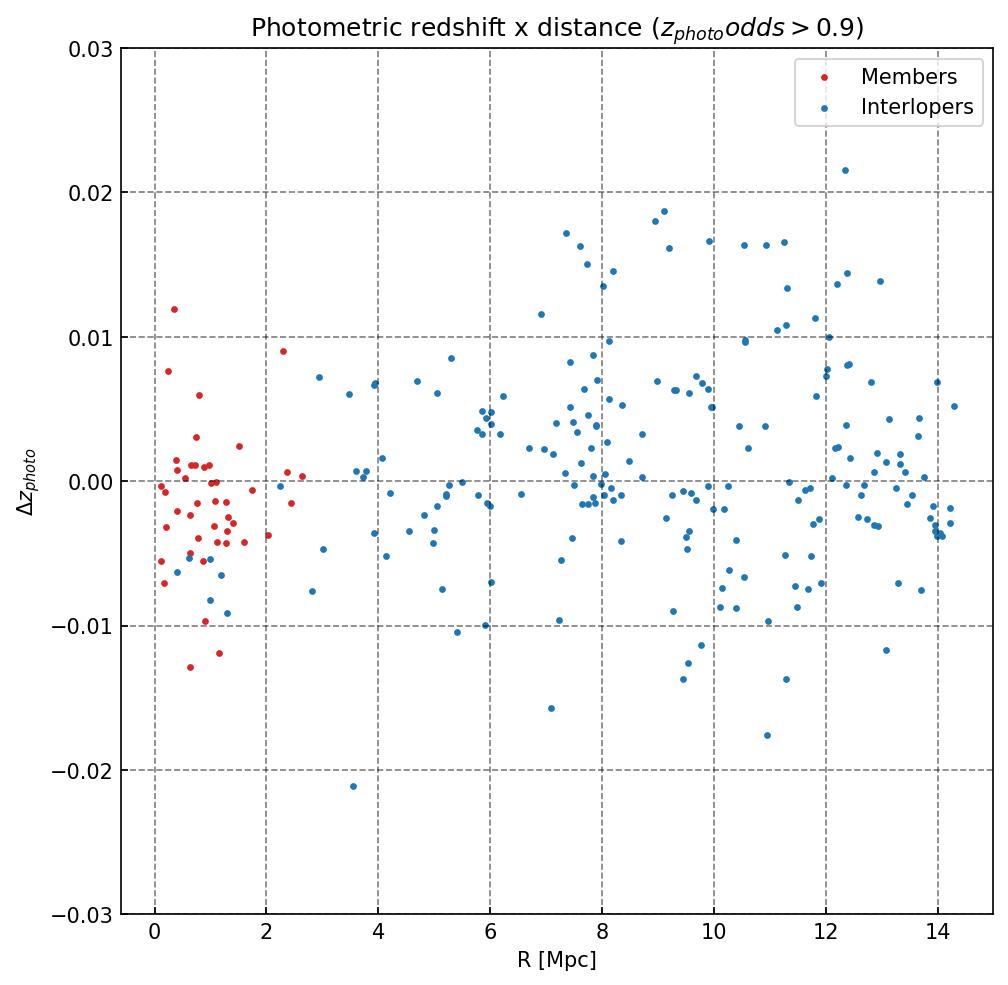 Photometric redshift x distance ($z_{photo}odds > 0.9$)
Members
Interlopers
0.03
0.02
0.01
0.00
−0.01
−0.02
−0.03
$\Delta z_{photo}$
0 2 4 6 8 10 12 14
R [Mpc]